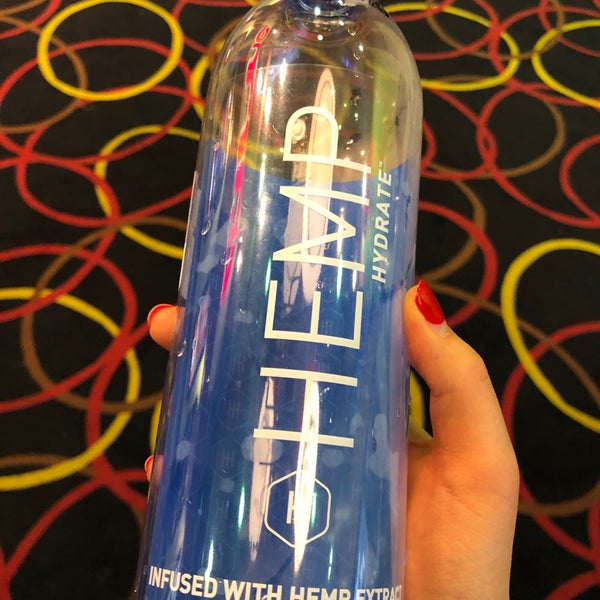 HEMP
HYDRATE™
H
INFUSED WITH HEMP EXTRACT